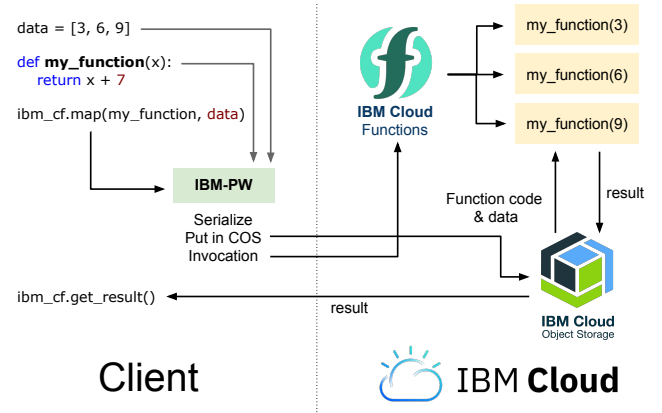 data = [3, 6, 9]
def my_function(x):
return x + 7
ibm_cf.map(my_function, data)
IBM-PW
Serialize
Put in COS
Invocation
ibm_cf.get_result()
Client
IBM Cloud
Functions
my_function(3)
my_function(6)
my_function(9)
Function code
& data
result
IBM Cloud
Object Storage
result
IBM Cloud